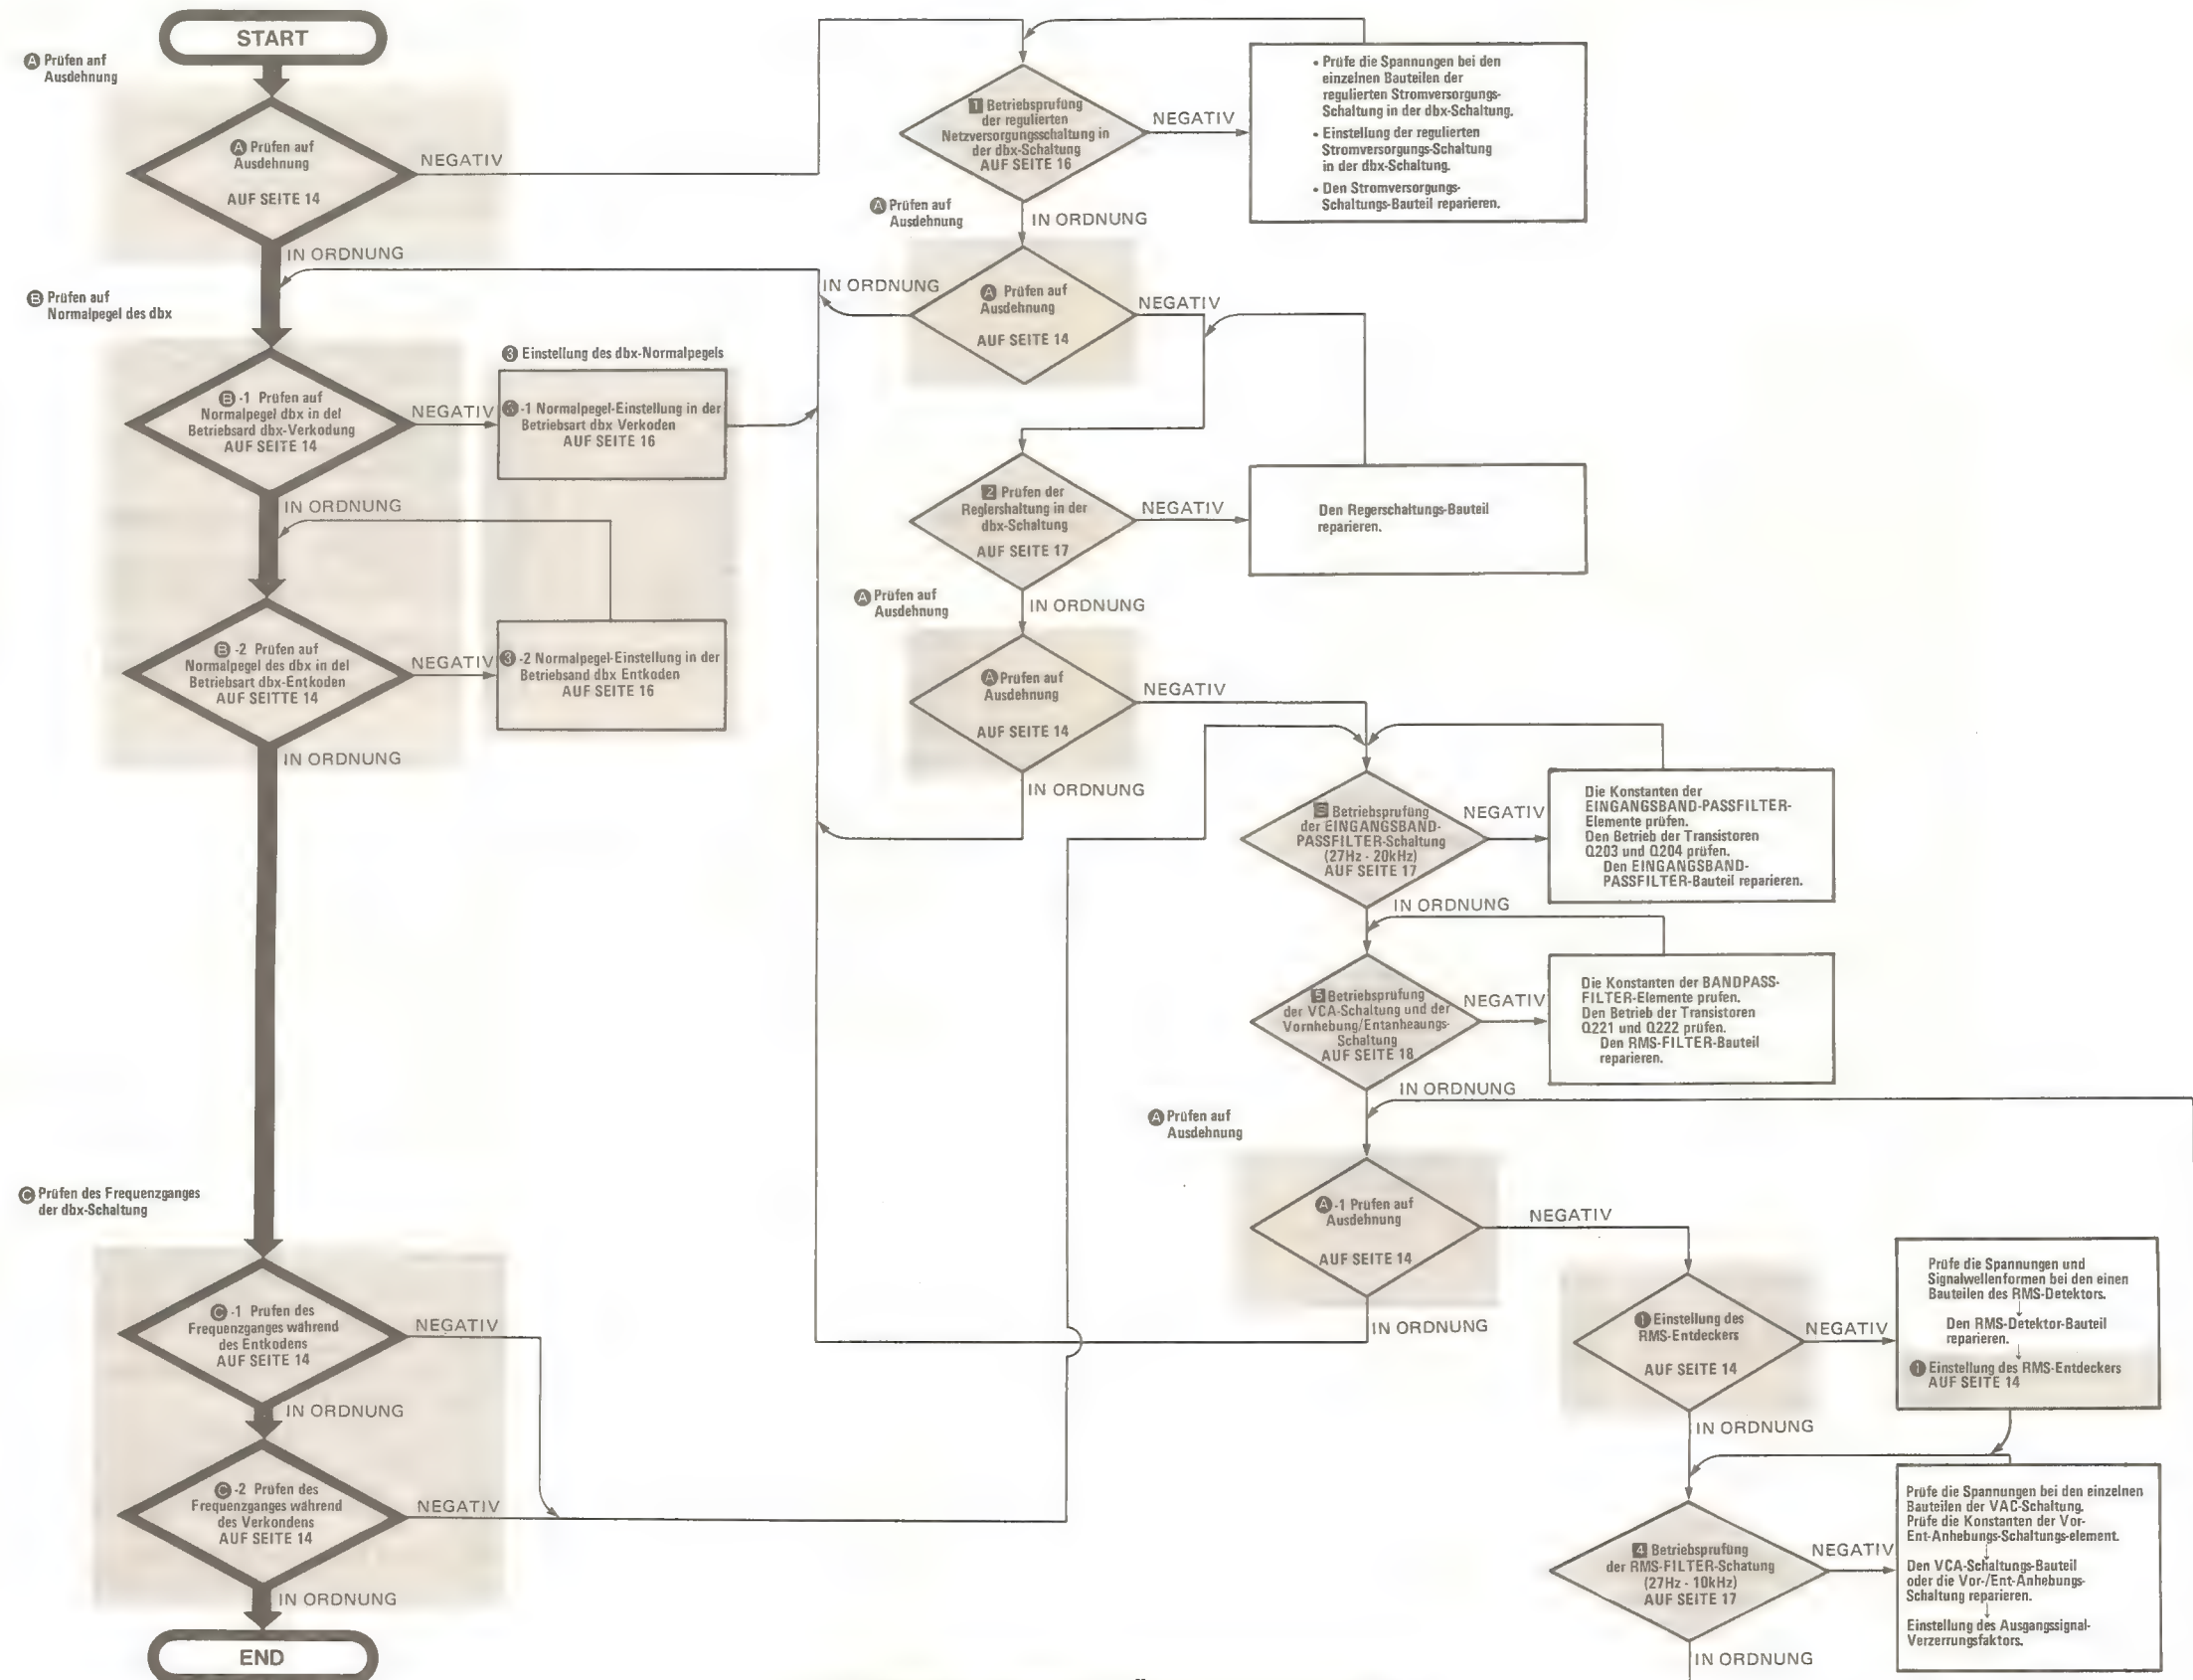 START
Ⓐ Prüfen anf
Ausdehnung
Ⓐ Prüfen auf
Ausdehnung
AUF SEITE 14
NEGATIV
IN ORDNUNG
Ⓑ Prüfen auf
Normalpegel des dbx
Ⓑ-1 Prüfen auf
Normalpegel dbx in del
Betriebsard dbx-Verkodung
AUF SEITE 14
NEGATIV
❸ Einstellung des dbx-Normalpegels
❸-1 Normalpegel-Einstellung in der
Betriebsart dbx Verkoden
AUF SEITE 16
IN ORDNUNG
Ⓑ-2 Prüfen auf
Normalpegel des dbx in del
Betriebsart dbx-Entkoden
AUF SEITTE 14
NEGATIV
❸-2 Normalpegel-Einstellung in der
Betriebsand dbx Entkoden
AUF SEITE 16
IN ORDNUNG
Ⓒ Prüfen des Frequenzganges
der dbx-Schaltung
Ⓒ-1 Prüfen des
Frequenzganges während
des Entkodens
AUF SEITE 14
NEGATIV
IN ORDNUNG
Ⓒ-2 Prüfen des
Frequenzganges während
des Verkondens
AUF SEITE 14
NEGATIV
IN ORDNUNG
END
1 Betriebsprüfung
der regulierten
Netzversorgungsschaltung in
der dbx-Schaltung
AUF SEITE 16
NEGATIV
• Prüfe die Spannungen bei den
einzelnen Bauteilen der
regulierten Stromversorgungs-
Schaltung in der dbx-Schaltung.
• Einstellung der regulierten
Stromversorgungs-Schaltung
in der dbx-Schaltung.
• Den Stromversorgungs-
Schaltungs-Bauteil reparieren.
IN ORDNUNG
Ⓐ Prüfen auf
Ausdehnung
Ⓐ Prüfen auf
Ausdehnung
AUF SEITE 14
IN ORDNUNG
NEGATIV
2 Prüfen der
Reglershaltung in der
dbx-Schaltung
AUF SEITE 17
NEGATIV
Den Regerschaltungs-Bauteil
reparieren.
IN ORDNUNG
Ⓐ Prüfen auf
Ausdehnung
Ⓐ Prüfen auf
Ausdehnung
AUF SEITE 14
NEGATIV
IN ORDNUNG
Betriebsprüfung
der EINGANGSBAND-
PASSFILTER-Schaltung
(27Hz - 20kHz)
AUF SEITE 17
NEGATIV
Die Konstanten der
EINGANGSBAND-PASSFILTER-
Elemente prüfen.
Den Betrieb der Transistoren
Q203 und Q204 prüfen.
Den EINGANGSBAND-
PASSFILTER-Bauteil reparieren.
IN ORDNUNG
5 Betriebsprüfung
der VCA-Schaltung und der
Vornhebung/Entanheaungs-
Schaltung
AUF SEITE 18
NEGATIV
Die Konstanten der BANDPASS-
FILTER-Elemente prufen.
Den Betrieb der Transistoren
Q221 und Q222 prüfen.
Den RMS-FILTER-Bauteil
reparieren.
IN ORDNUNG
Ⓐ Prüfen auf
Ausdehnung
Ⓐ-1 Prüfen auf
Ausdehnung
AUF SEITE 14
NEGATIV
IN ORDNUNG
❶ Einstellung des
RMS-Entdeckers
AUF SEITE 14
NEGATIV
Prüfe die Spannungen und
Signalwellenformen bei den einen
Bauteilen des RMS-Detektors.
↓
Den RMS-Detektor-Bauteil
reparieren.
↓
❶ Einstellung des RMS-Entdeckers
AUF SEITE 14
IN ORDNUNG
4 Betriebsprüfung
der RMS-FILTER-Schatung
(27Hz - 10kHz)
AUF SEITE 17
NEGATIV
Prüfe die Spannungen bei den einzelnen
Bauteilen der VAC-Schaltung.
Prüfe die Konstanten der Vor-
Ent-Anhebungs-Schaltungs-element.
↓
Den VCA-Schaltungs-Bauteil
oder die Vor-/Ent-Anhebungs-
Schaltung reparieren.
↓
Einstellung des Ausgangssignal-
Verzerrungsfaktors.
IN ORDNUNG